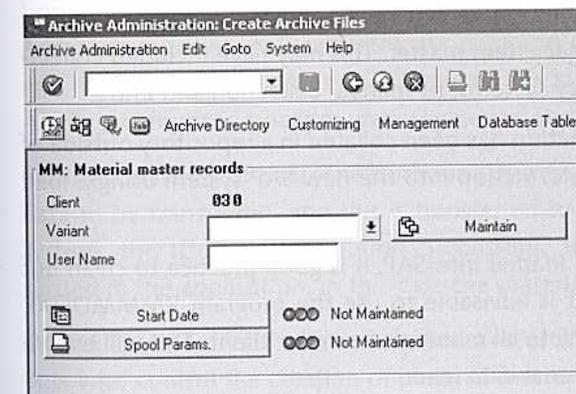 Archive Administration: Create Archive Files
Archive Administration Edit Goto System Help
Archive Directory Customizing Management Database Table
MM: Material master records
Client 030
Variant Maintain
User Name
Start Date Not Maintained
Spool Params. Not Maintained